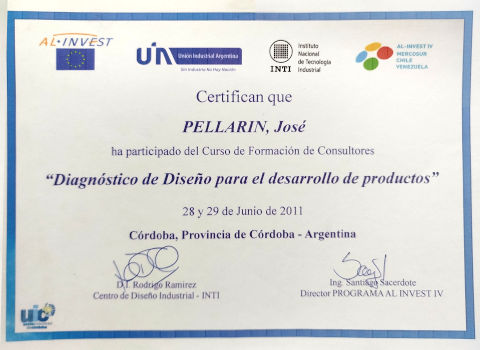 AL-INVEST
UIA Unión Industrial Argentina
Sin Industria No Hay Nación
INTI
Instituto
Nacional
de Tecnología
Industrial
AL-INVEST IV
MERCOSUR
CHILE
VENEZUELA
Certifican que
PELLARIN, José
ha participado del Curso de Formación de Consultores
“Diagnóstico de Diseño para el desarrollo de productos”
28 y 29 de Junio de 2011
Córdoba, Provincia de Córdoba - Argentina
D.I. Rodrigo Ramirez
Centro de Diseño Industrial - INTI
Ing. Santiago Sacerdote
Director PROGRAMA AL INVEST IV
uic